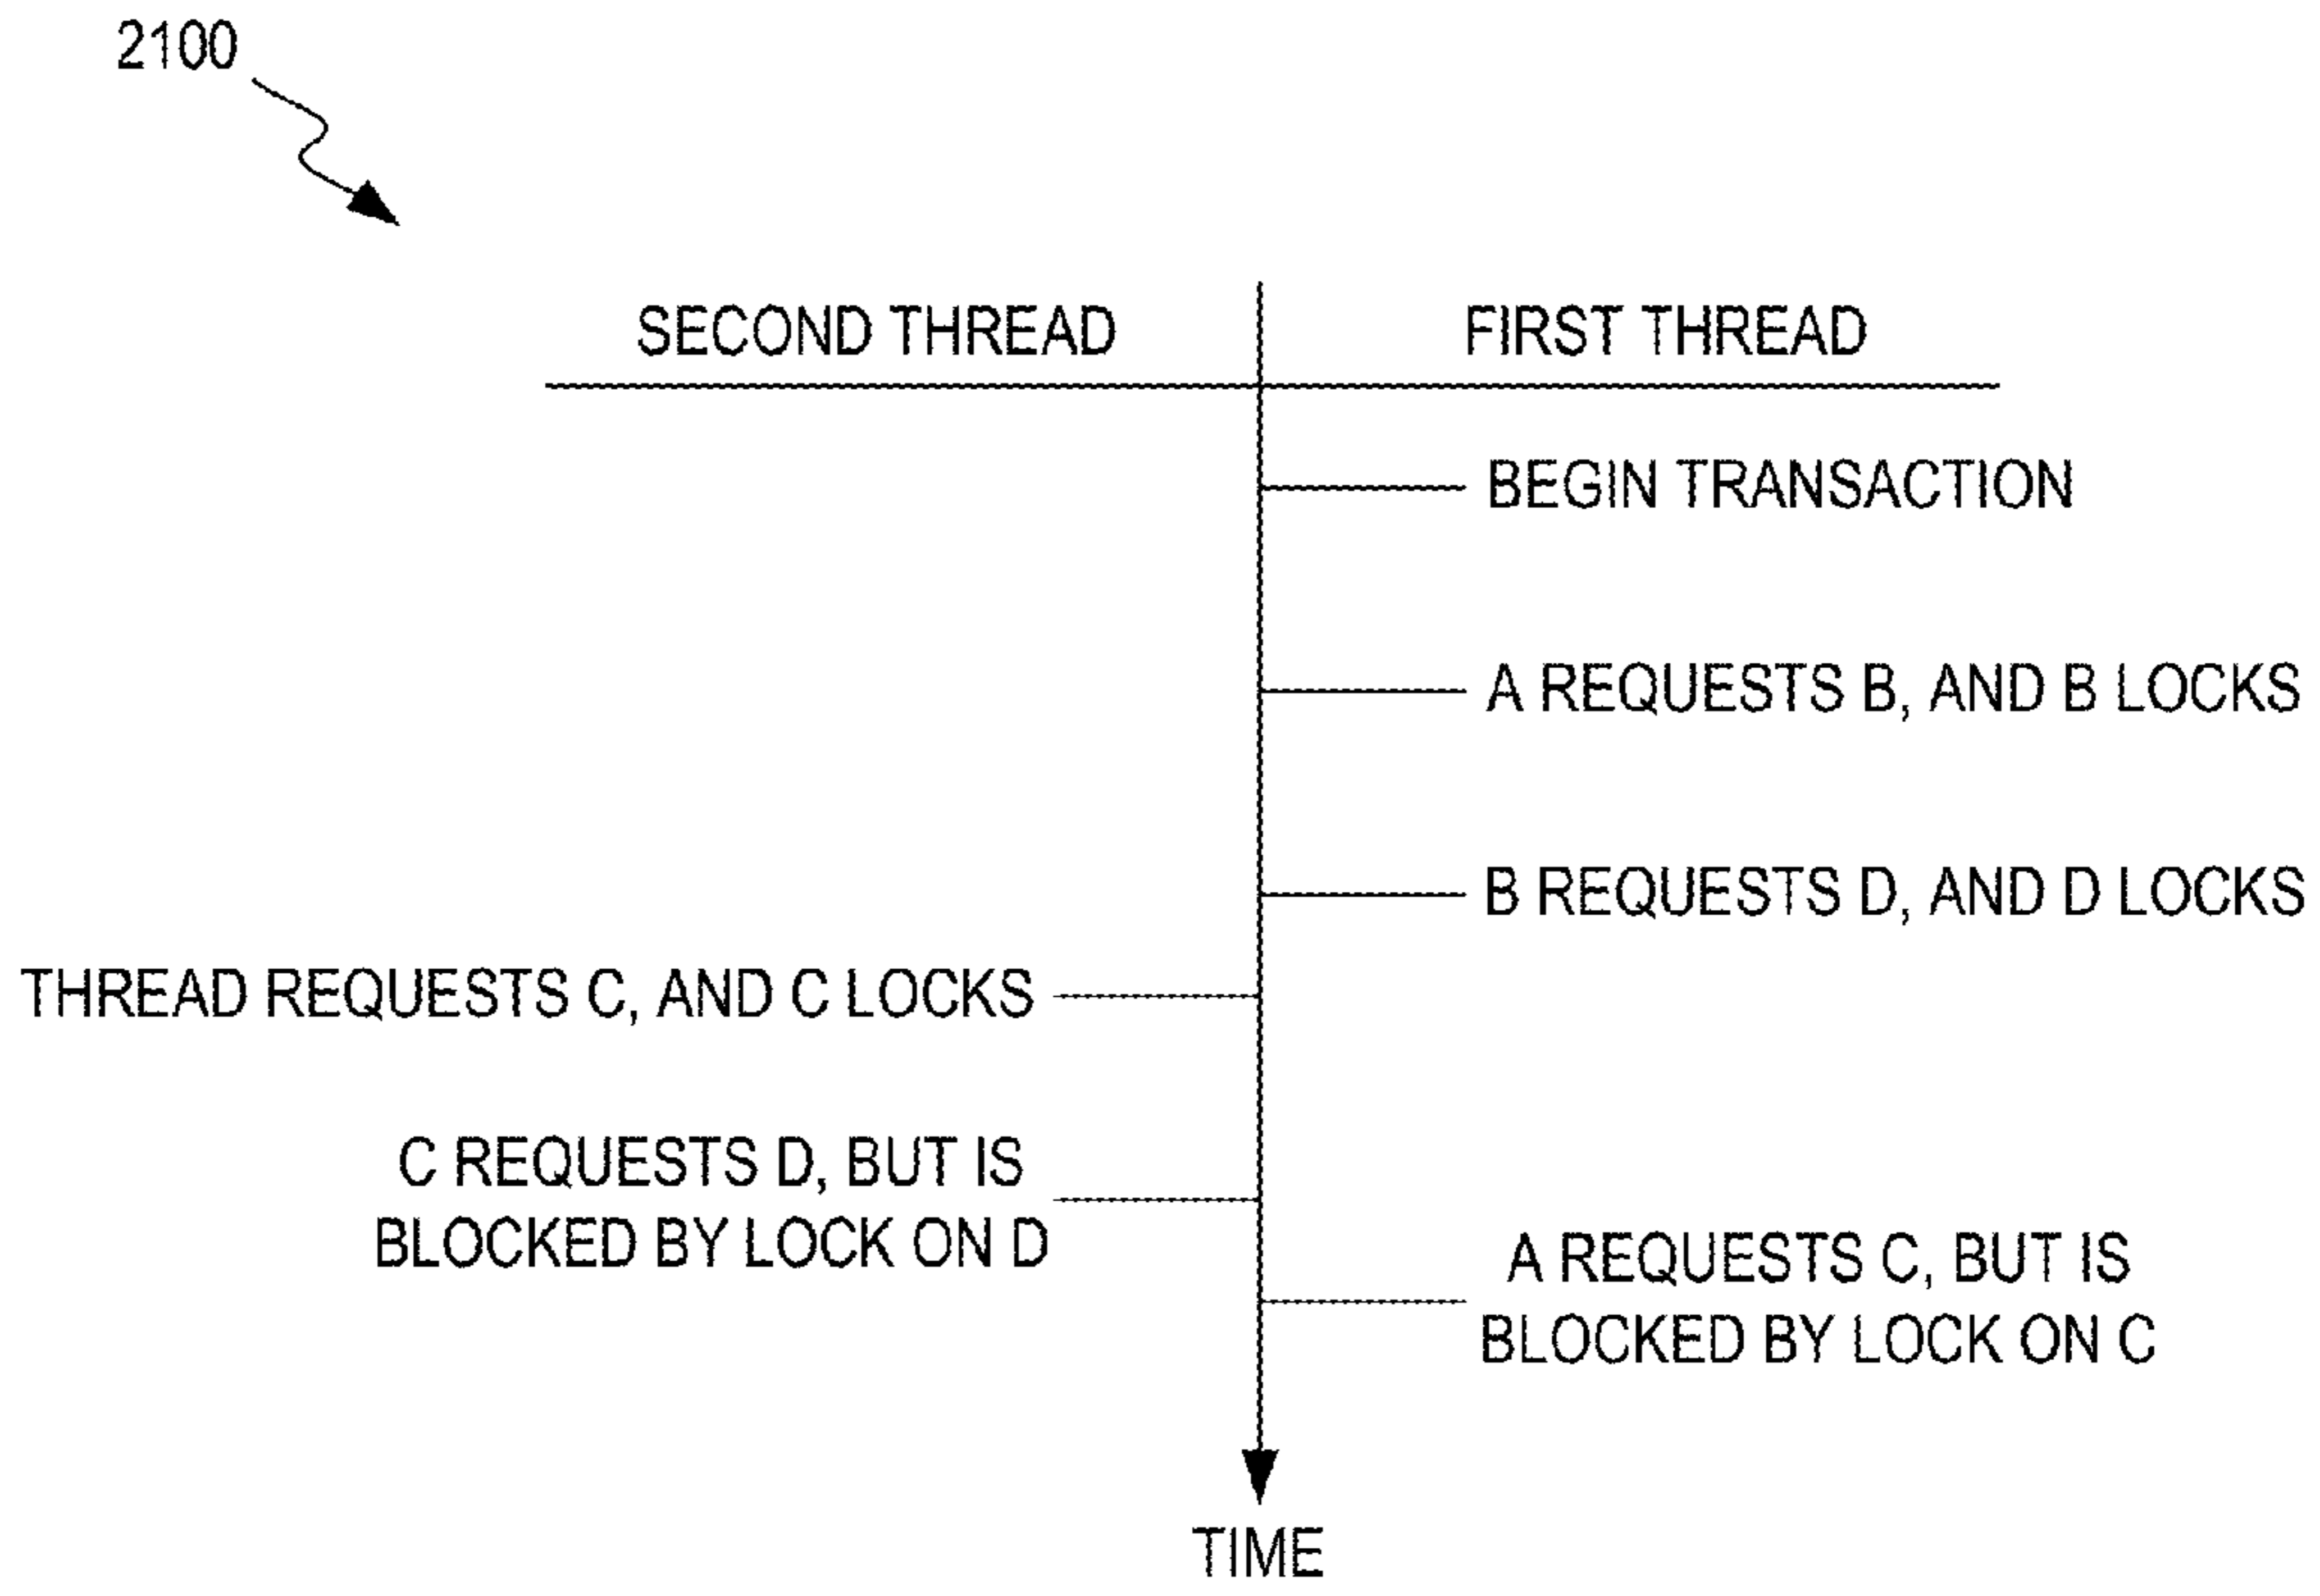 2100
SECOND THREAD
FIRST THREAD
BEGIN TRANSACTION
A REQUESTS B, AND B LOCKS
B REQUESTS D, AND D LOCKS
THREAD REQUESTS C, AND C LOCKS
C REQUESTS D, BUT IS
BLOCKED BY LOCK ON D
A REQUESTS C, BUT IS
BLOCKED BY LOCK ON C
TIME